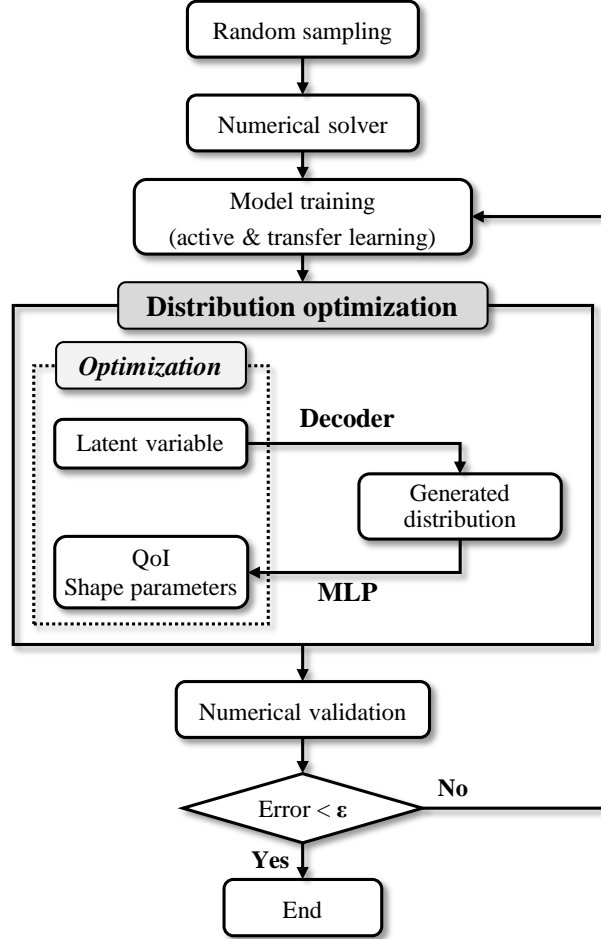 Random sampling
Numerical solver
Model training
(active & transfer learning)
Distribution optimization
Optimization
Decoder
Latent variable
Generated
distribution
QoI
Shape parameters
MLP
Numerical validation
Error < ε
No
Yes
End